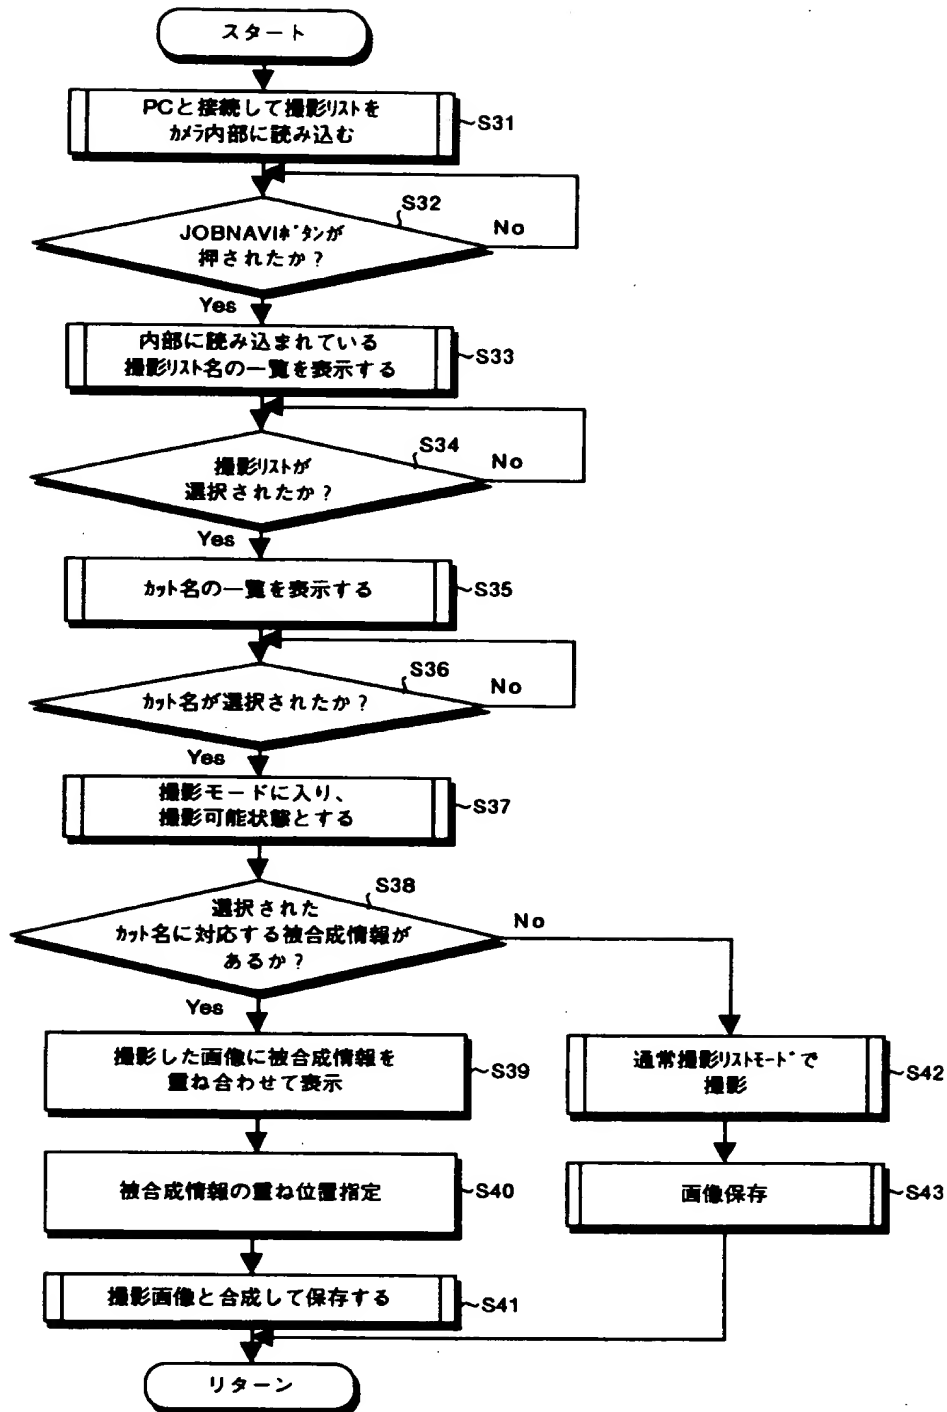 スタート
PCと接続して撮影リストを
カメラ内部に読み込む
S31
S32
No
JOBNAVIボタンが
押されたか?
Yes
内部に読み込まれている
撮影リスト名の一覧を表示する
S33
S34
No
撮影リストが
選択されたか?
Yes
カット名の一覧を表示する
S35
S36
No
カット名が選択されたか?
Yes
撮影モードに入り、
撮影可能状態とする
S37
S38
No
選択された
カット名に対応する被合成情報が
あるか?
Yes
撮影した画像に被合成情報を
重ね合わせて表示
S39
通常撮影リストモードで
撮影
S42
被合成情報の重ね位置指定
S40
画像保存
S43
撮影画像と合成して保存する
S41
リターン